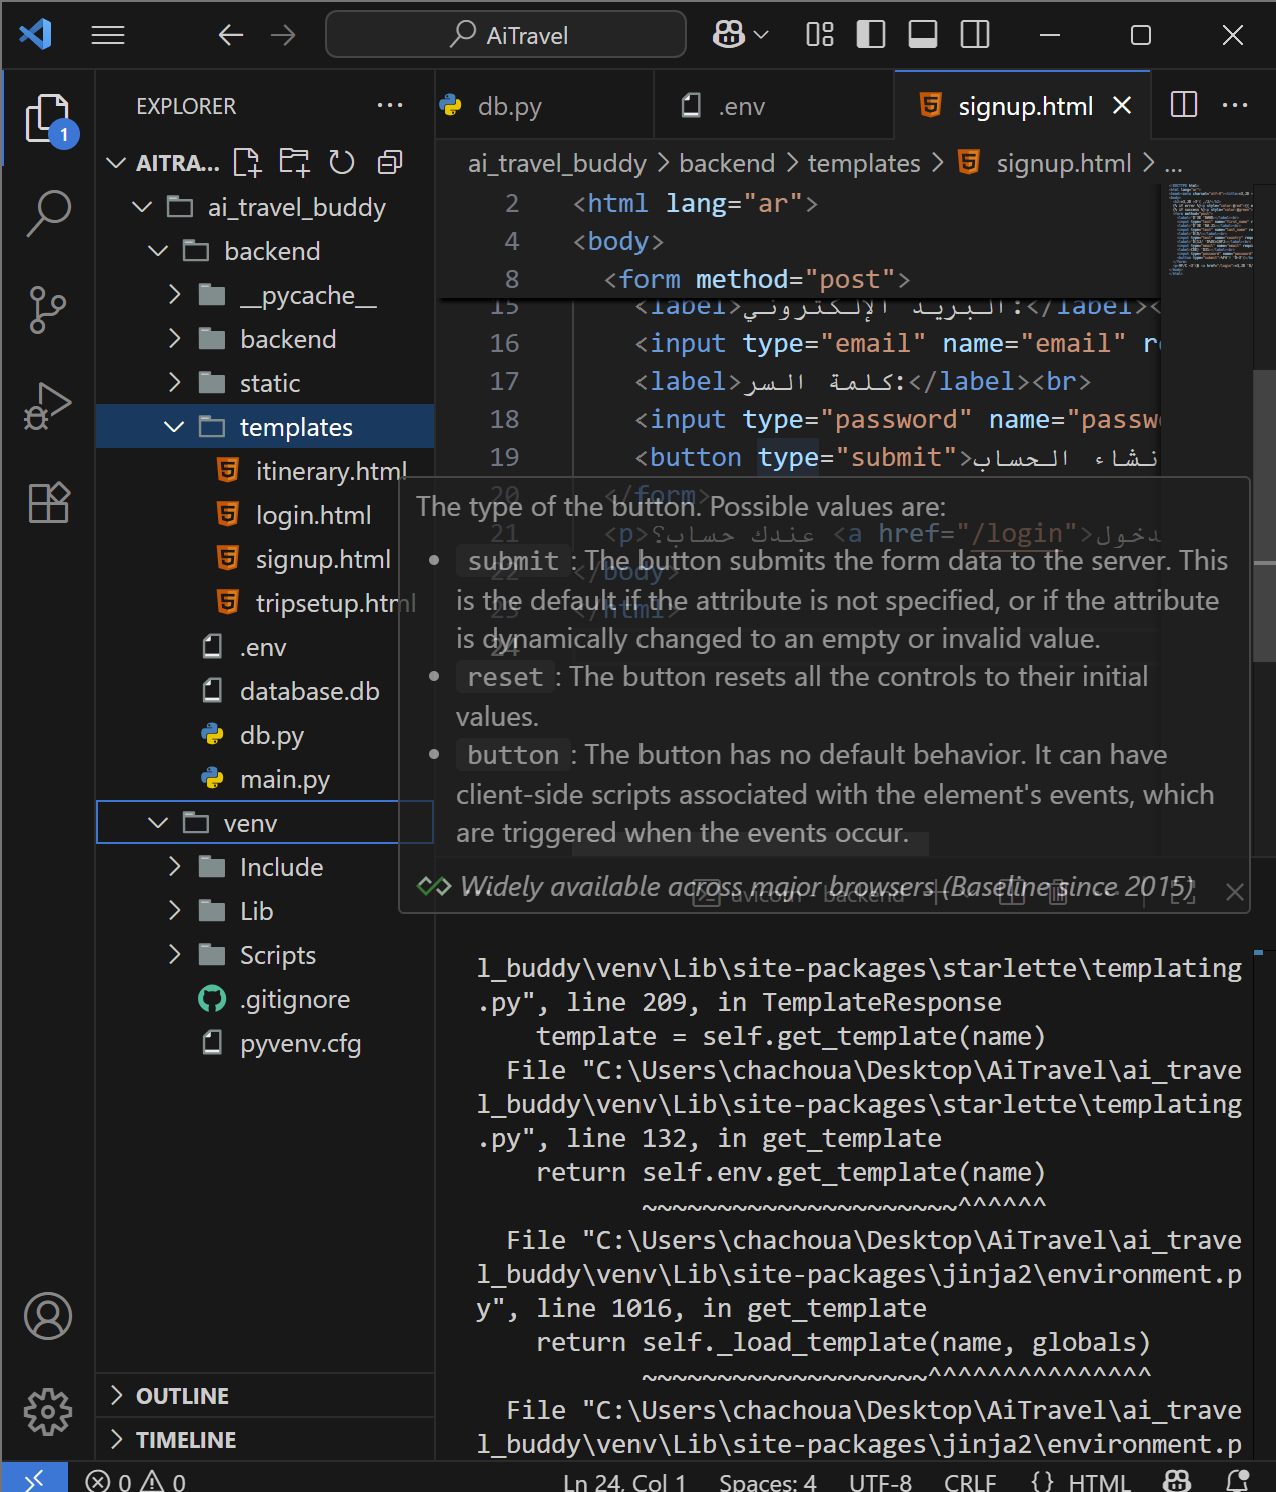 AiTravel
EXPLORER
1
AITRA...
ai_travel_buddy
backend
__pycache__
backend
static
templates
itinerary.html
login.html
signup.html
tripsetup.html
.env
database.db
db.py
main.py
venv
Include
Lib
Scripts
.gitignore
pyvenv.cfg
OUTLINE
TIMELINE
db.py
.env
signup.html
ai_travel_buddy > backend > templates > signup.html > ...
2 <html lang="ar">
4 <body>
8 <form method="post">
15 <label>البريد الإلكتروني:</label><
16 <input type="email" name="email" re
17 <label>كلمة السر:</label><br>
18 <input type="password" name="passw
19 <button type="submit">إنشاء الحساب
20 </form>
21 <p>عندك حساب؟ <a href="/login">
22 </body>
23 </html>
24
The type of the button. Possible values are:
submit: The button submits the form data to the server. This
is the default if the attribute is not specified, or if the attribute
is dynamically changed to an empty or invalid value.
reset: The button resets all the controls to their initial
values.
button: The button has no default behavior. It can have
client-side scripts associated with the element's events, which
are triggered when the events occur.
Widely available across major browsers (Baseline since 2015)
uvicorn - backend
l_buddy\venv\Lib\site-packages\starlette\templating
.py", line 209, in TemplateResponse
template = self.get_template(name)
File "C:\Users\chachoua\Desktop\AiTravel\ai_trave
l_buddy\venv\Lib\site-packages\starlette\templating
.py", line 132, in get_template
return self.env.get_template(name)
~~~~~~~~~~~~~~~~~~~~~^^^^^^
File "C:\Users\chachoua\Desktop\AiTravel\ai_trave
l_buddy\venv\Lib\site-packages\jinja2\environment.p
y", line 1016, in get_template
return self._load_template(name, globals)
~~~~~~~~~~~~~~~~~~~^^^^^^^^^^^^^^^
File "C:\Users\chachoua\Desktop\AiTravel\ai_trave
l_buddy\venv\Lib\site-packages\jinja2\environment.p
0 0 Ln 24, Col 1 Spaces: 4 UTF-8 CRLF {} HTML